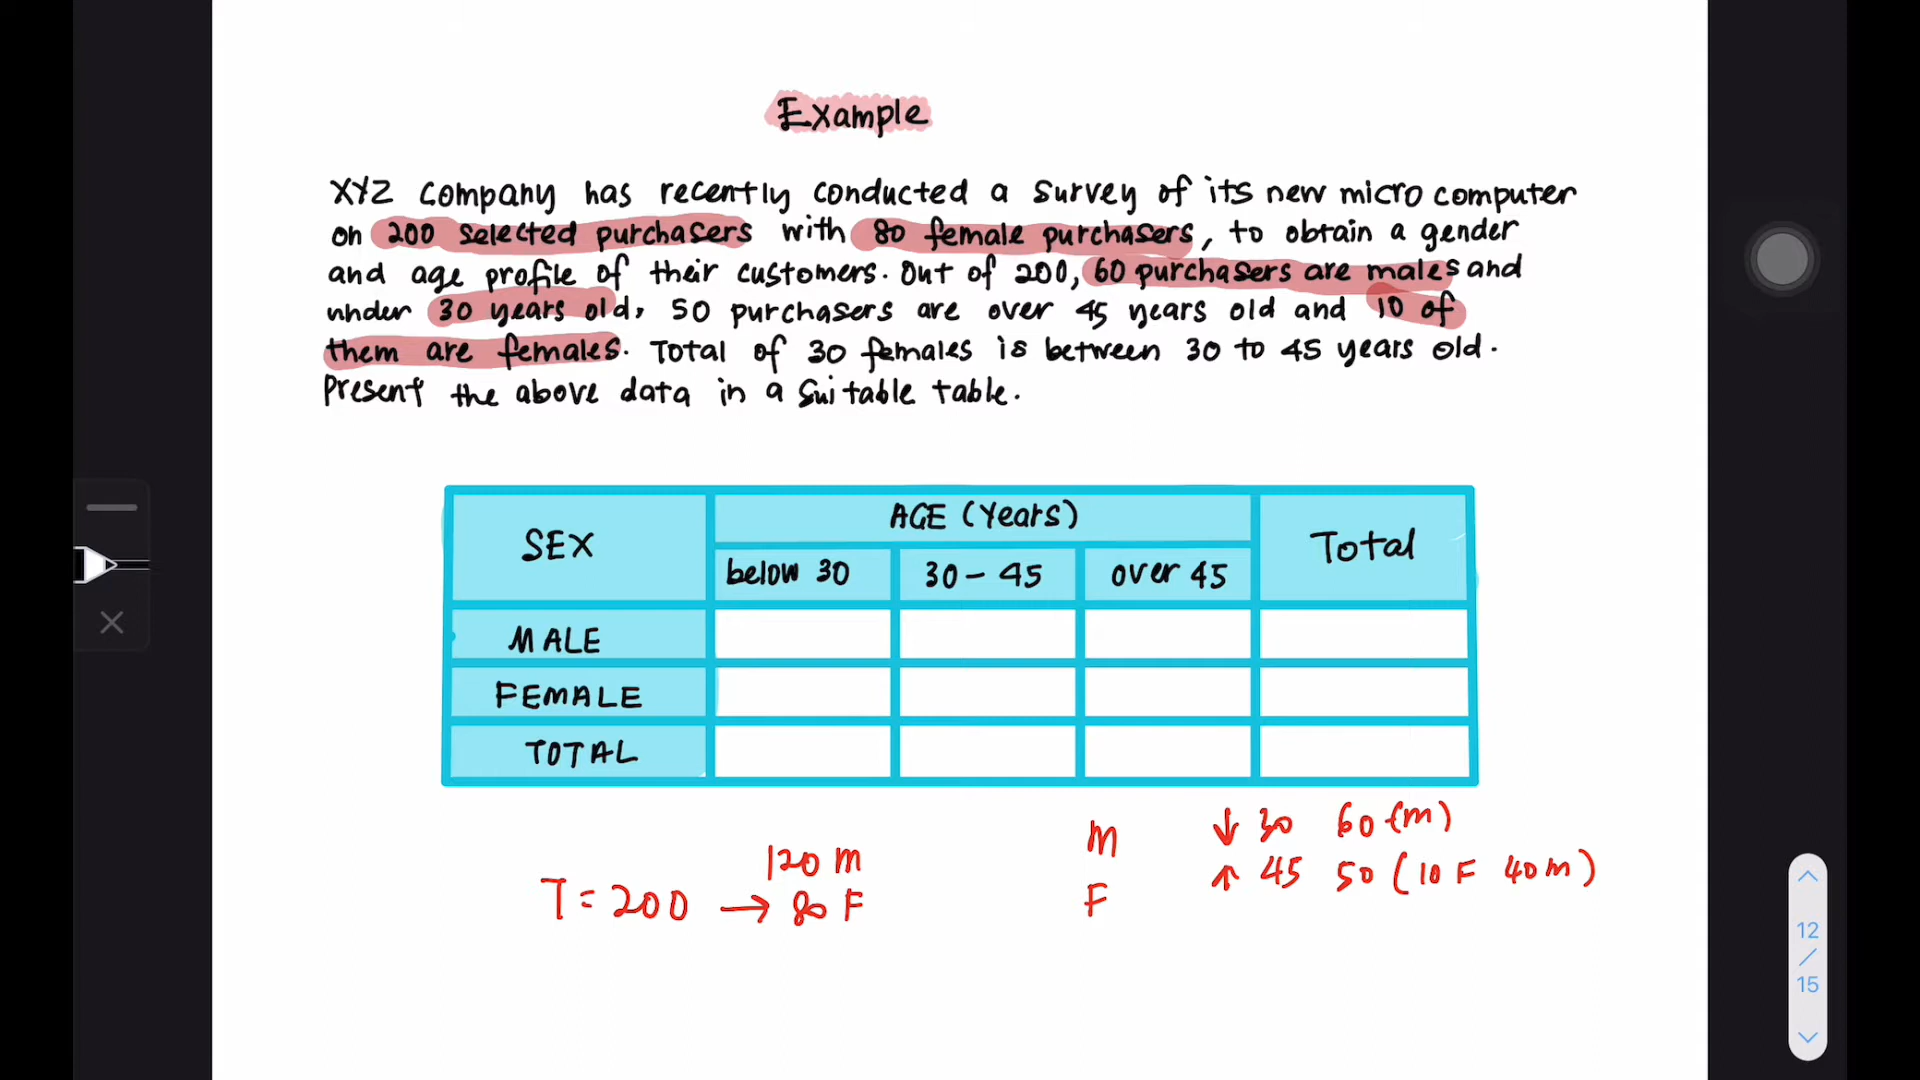 Example
XYZ company has recently conducted a survey of its new micro computer
on 200 selected purchasers with 80 female purchasers, to obtain a gender
and age profile of their customers. Out of 200, 60 purchasers are males and
under 30 years old, 50 purchasers are over 45 years old and 10 of
them are females. Total of 30 females is between 30 to 45 years old.
Present the above data in a suitable table.
SEX
AGE (Years)
Total
below 30
30 - 45
over 45
MALE
FEMALE
TOTAL
M ↓ 30 60 (m)
120 m
F ↑ 45 50 (10 F 40 m)
T = 200 → 80 F
12
/
15